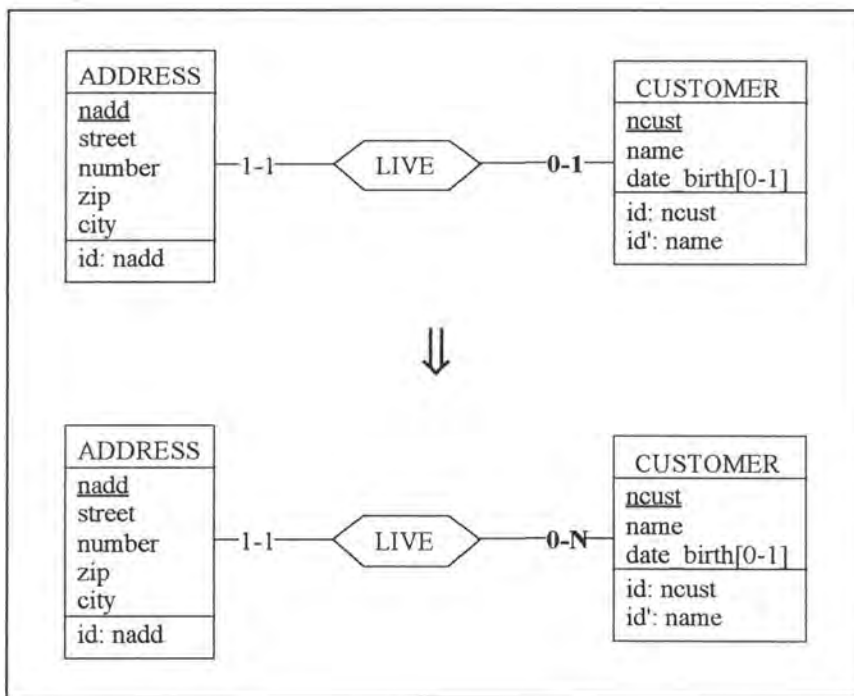 ADDRESS
nadd
street
number
zip
city
id: nadd
1-1
LIVE
0-1
CUSTOMER
ncust
name
date_birth[0-1]
id: ncust
id': name
⇓
ADDRESS
nadd
street
number
zip
city
id: nadd
1-1
LIVE
0-N
CUSTOMER
ncust
name
date_birth[0-1]
id: ncust
id': name